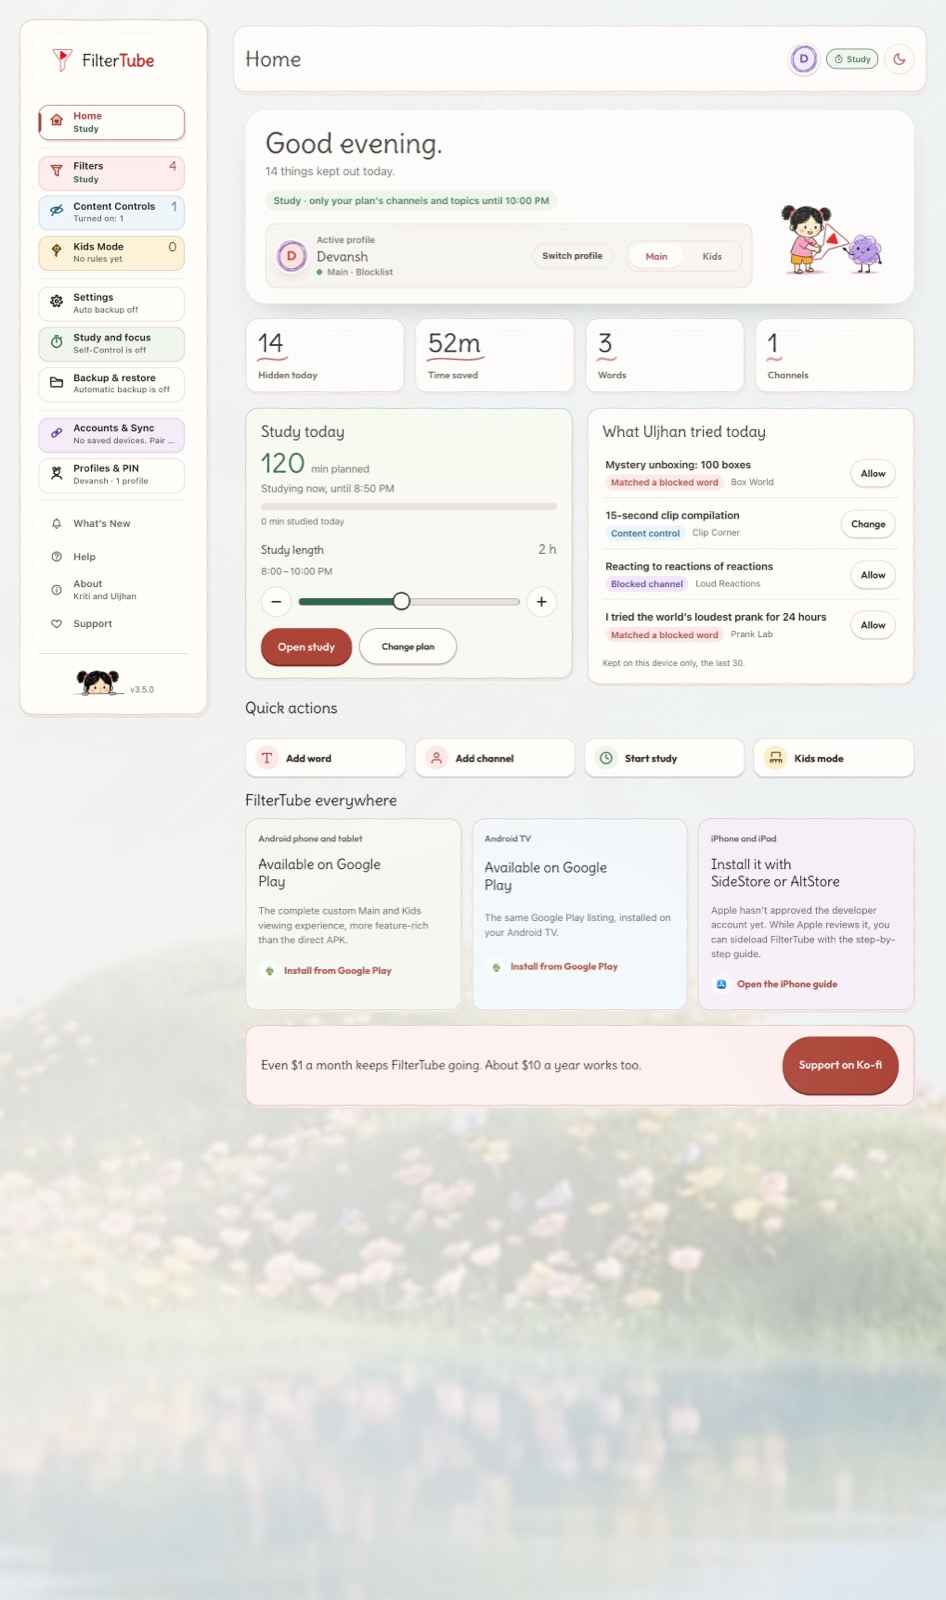 FilterTube
Home
Study
Filters 4
Study
Content Controls 1
Turned on: 1
Kids Mode 0
No rules yet
Settings
Auto backup off
Study and focus
Self-Control is off
Backup & restore
Automatic backup is off
Accounts & Sync
No saved devices. Pair ...
Profiles & PIN
Devansh · 1 profile
What's New
Help
About
Kriti and Uljhan
Support
v3.5.0
Home
D
Study
Good evening.
14 things kept out today.
Study · only your plan's channels and topics until 10:00 PM
D
Active profile
Devansh
Main · Blocklist
Switch profile
Main
Kids
14
Hidden today
52m
Time saved
3
Words
1
Channels
Study today
120 min planned
Studying now, until 8:50 PM
0 min studied today
Study length 2 h
8:00–10:00 PM
− +
Open study
Change plan
What Uljhan tried today
Mystery unboxing: 100 boxes
Matched a blocked word Box World
Allow
15-second clip compilation
Content control Clip Corner
Change
Reacting to reactions of reactions
Blocked channel Loud Reactions
Allow
I tried the world's loudest prank for 24 hours
Matched a blocked word Prank Lab
Allow
Kept on this device only, the last 30.
Quick actions
Add word
Add channel
Start study
Kids mode
FilterTube everywhere
Android phone and tablet
Available on Google
Play
The complete custom Main and Kids
viewing experience, more feature-rich
than the direct APK.
Install from Google Play
Android TV
Available on Google
Play
The same Google Play listing, installed on
your Android TV.
Install from Google Play
iPhone and iPad
Install it with
SideStore or AltStore
Apple hasn't approved the developer
account yet. While Apple reviews it, you
can sideload FilterTube with the step-by-
step guide.
Open the iPhone guide
Even $1 a month keeps FilterTube going. About $10 a year works too.
Support on Ko-fi